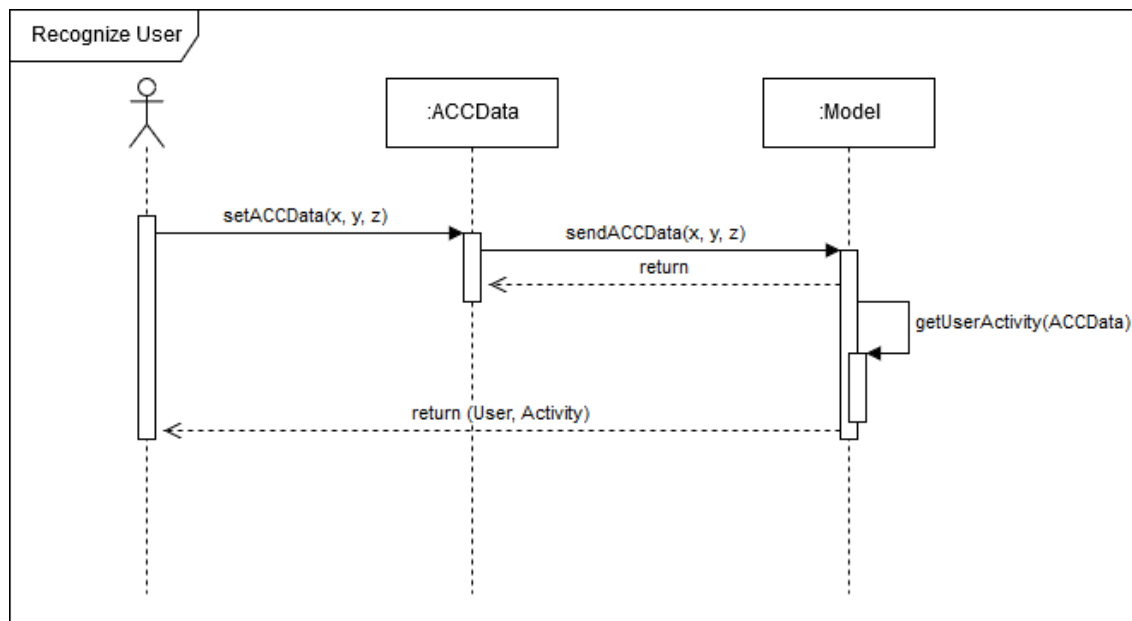 Recognize User
:ACCData
:Model
setACCData(x, y, z)
sendACCData(x, y, z)
return
getUserActivity(ACCData)
return (User, Activity)